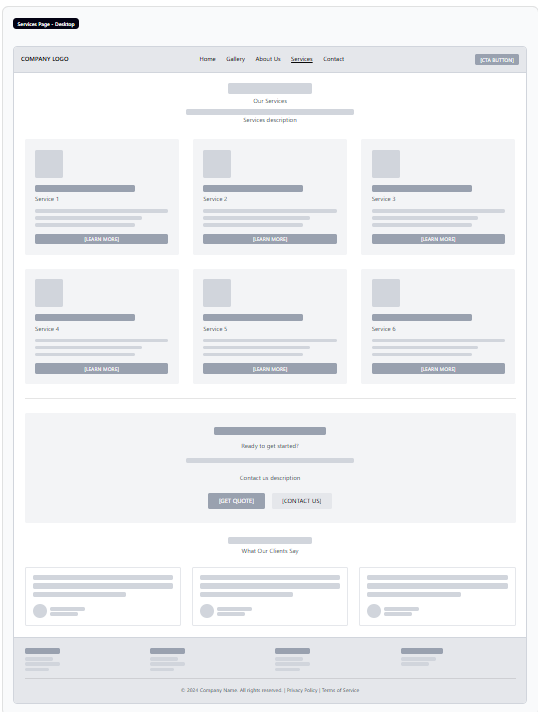 Services Page - Desktop
COMPANY LOGO Home Gallery About Us Services Contact [CTA BUTTON]
Our Services
Services description
Service 1 Service 2 Service 3
[LEARN MORE] [LEARN MORE] [LEARN MORE]
Service 4 Service 5 Service 6
[LEARN MORE] [LEARN MORE] [LEARN MORE]
Ready to get started?
Contact us description
[GET QUOTE] [CONTACT US]
What Our Clients Say
© 2024 Company Name. All rights reserved. | Privacy Policy | Terms of Service